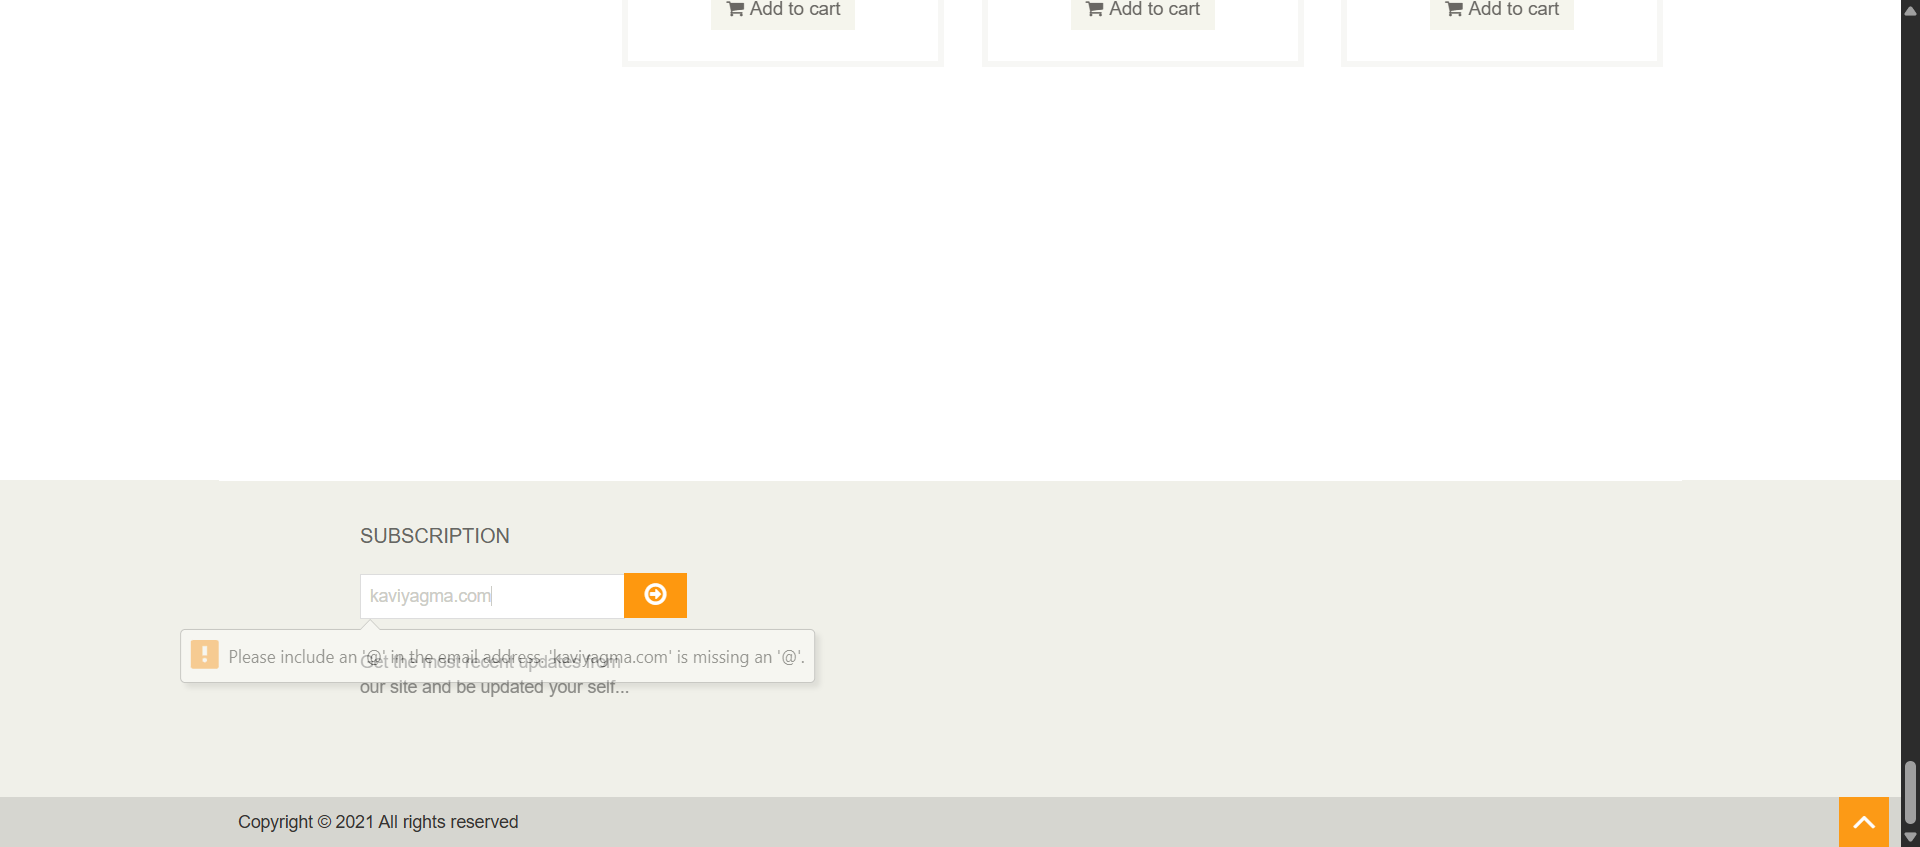 Add to cart Add to cart Add to cart
SUBSCRIPTION
kaviyagma.com
Please include an '@' in the email address. 'kaviyagma.com' is missing an '@'.
Get the most recent updates from
our site and be updated your self...
Copyright © 2021 All rights reserved